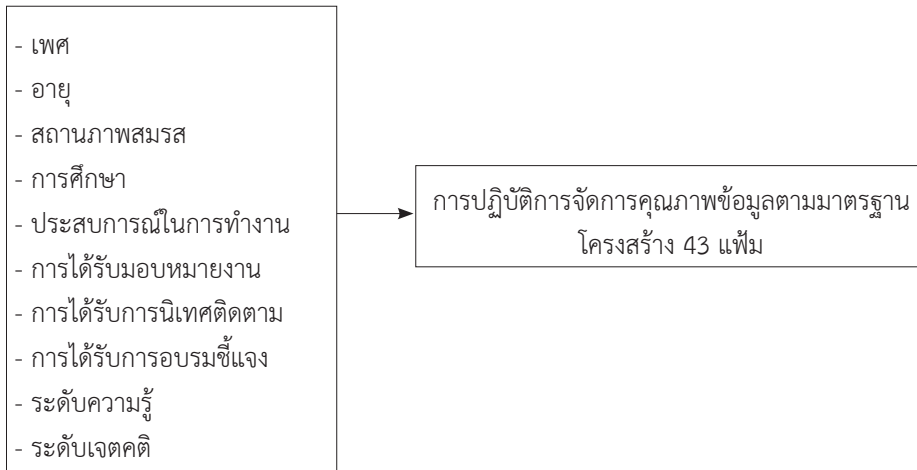 - เพศ
- อายุ
- สถานภาพสมรส
- การศึกษา
- ประสบการณ์ในการทำงาน
- การได้รับมอบหมายงาน
- การได้รับการนิเทศติดตาม
- การได้รับการอบรมชี้แจง
- ระดับความรู้
- ระดับเจตคติ
การปฏิบัติการจัดการคุณภาพข้อมูลตามมาตรฐาน
โครงสร้าง 43 แฟ้ม